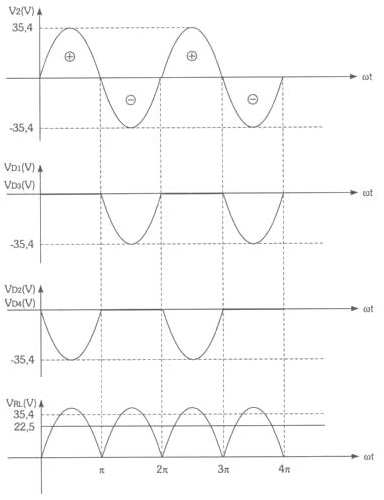 V2(V)
35,4
⊕
⊕
ωt
⊖
⊖
-35,4
VD1(V)
VD3(V)
ωt
-35,4
VD2(V)
VD4(V)
ωt
-35,4
VRL(V)
35,4
22,5
ωt
π
2π
3π
4π